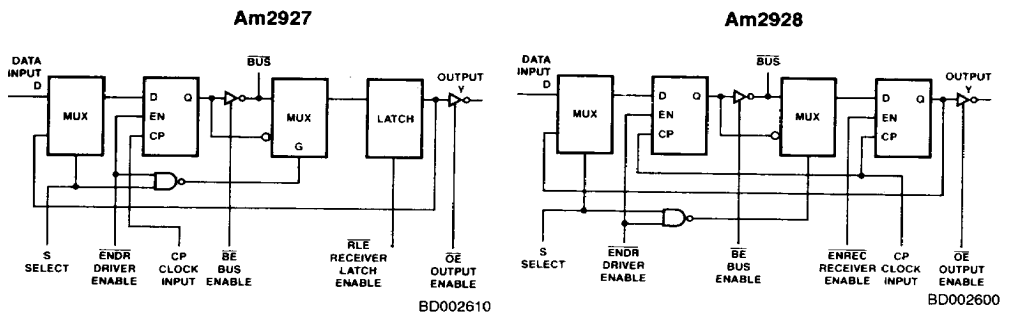 Am2927
DATA
INPUT
D
MUX
D
Q
EN
CP
BUS
MUX
G
LATCH
OUTPUT
Y
S
SELECT
ENDR
DRIVER
ENABLE
CP
CLOCK
INPUT
BE
BUS
ENABLE
RLE
RECEIVER
LATCH
ENABLE
OE
OUTPUT
ENABLE
BD002610
Am2928
DATA
INPUT
D
MUX
D
Q
EN
CP
BUS
MUX
D
Q
EN
CP
OUTPUT
Y
S
SELECT
ENDR
DRIVER
ENABLE
BE
BUS
ENABLE
ENREC
RECEIVER
ENABLE
CP
CLOCK
INPUT
OE
OUTPUT
ENABLE
BD002600